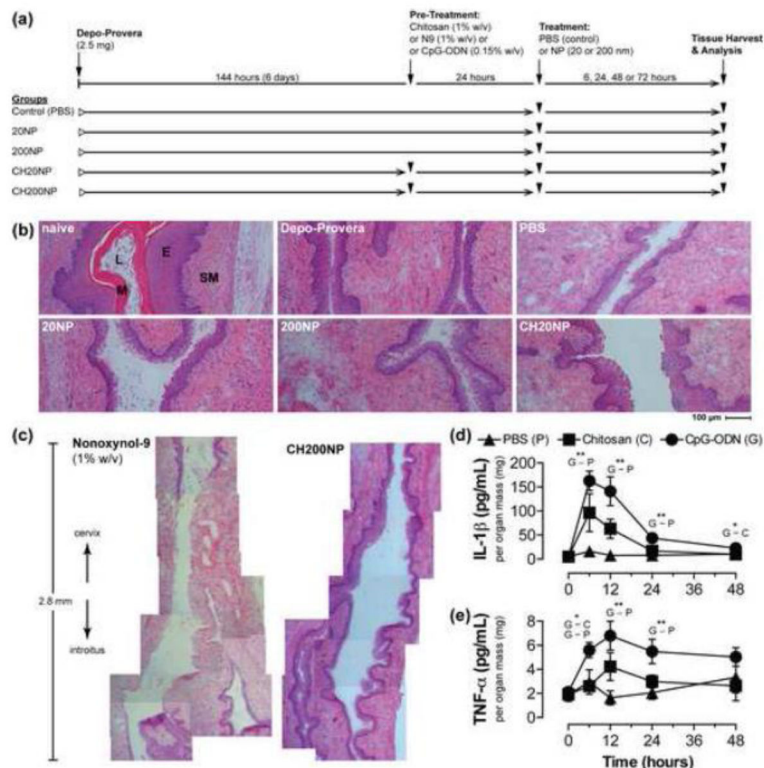 (a)
Depo-Provera
(2.5 mg)
Pre-Treatment:
Chitosan (1% w/v)
or N9 (1% w/v) or
or CpG-ODN (0.15% w/v)
Treatment:
PBS (control)
or NP (20 or 200 nm)
Tissue Harvest
& Analysis
144 hours (6 days)
24 hours
6, 24, 48 or 72 hours
Groups
Control (PBS)
20NP
200NP
CH20NP
CH200NP
(b)
naive
L
M
E
SM
Depo-Provera
PBS
20NP
200NP
CH20NP
100 μm
(c)
Nonoxynol-9
(1% w/v)
CH200NP
cervix
2.8 mm
introitus
(d)
PBS (P)
Chitosan (C)
CpG-ODN (G)
IL-1β (pg/mL)
per organ mass (mg)
200
150
100
50
0
**
G – P
**
G – P
**
G – P
*
G – C
0
12
24
36
48
(e)
TNF-α (pg/mL)
per organ mass (mg)
8
6
4
2
0
*
G – C
G – P
**
G – P
**
G – P
0
12
24
36
48
Time (hours)